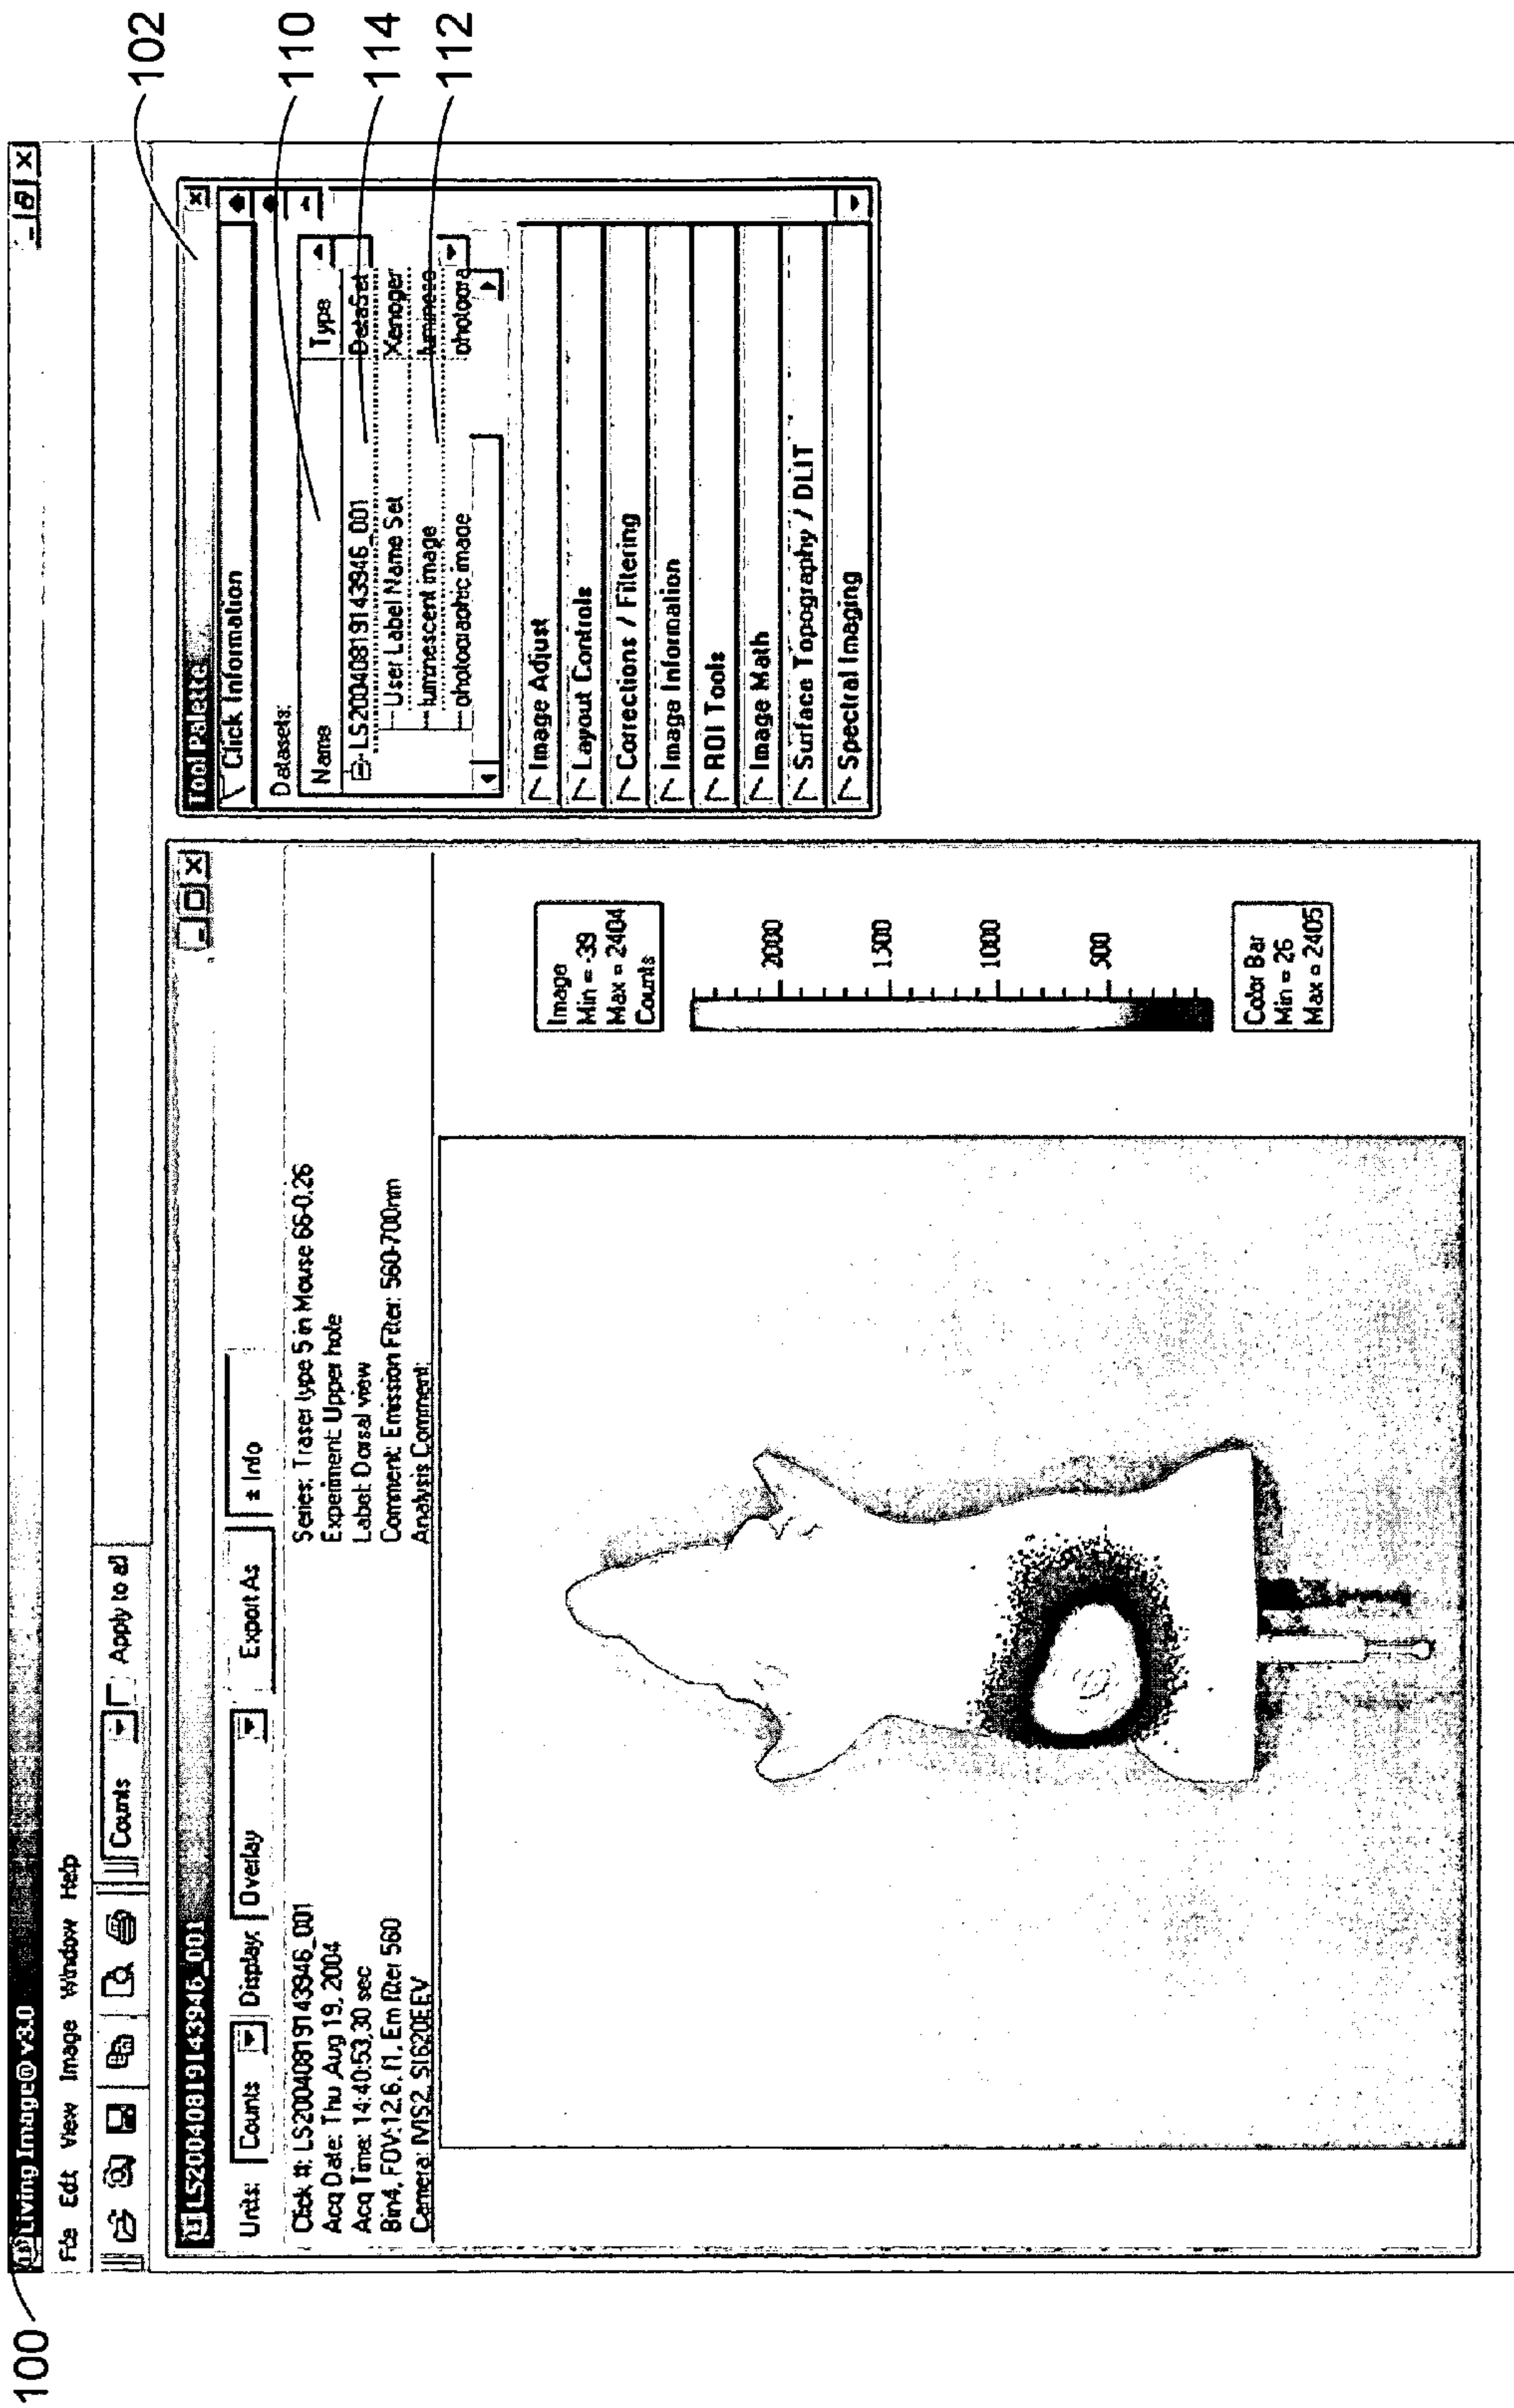 100
Living Image® v3.0
File Edit View Image Window Help
Counts Apply to all
102
LS20040819143946_001
Units: Counts Display: Overlay Export As ± Info
Click #: LS20040819143946_001
Acq Date: Thu Aug 19, 2004
Acq Time: 14:40:53, 30 sec
Bin4, FOV:12.6, f1, Em filter 560
Camera: IVIS2, SI620EEV
Series: Traser type 5 in Mouse 66-0.26
Experiment: Upper hole
Label: Dorsal view
Comment: Emission Filter: 560-700nm
Analysis Comment:
Image
Min = -39
Max = 2404
Counts
2000
1500
1000
500
Color Bar
Min = 26
Max = 2405
Tool Palette
Click Information
Datasets:
110
Name Type
114
LS20040819143946_001 DataSet
User Label Name Set Xenoger
112
luminescent image luminesce
photographic image photogra
Image Adjust
Layout Controls
Corrections / Filtering
Image Information
ROI Tools
Image Math
Surface Topography / DLIT
Spectral Imaging